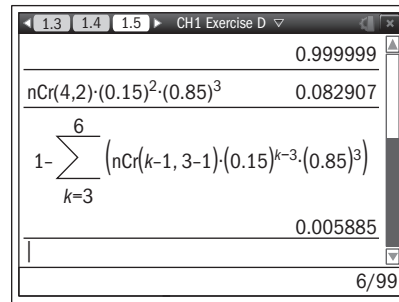 1.3 1.4 1.5 CH1 Exercise D
0.999999
nCr(4,2)·(0.15)²·(0.85)³ 0.082907
6
1-∑(nCr(k-1, 3-1)·(0.15)ᵏ⁻³·(0.85)³)
k=3
0.005885
6/99